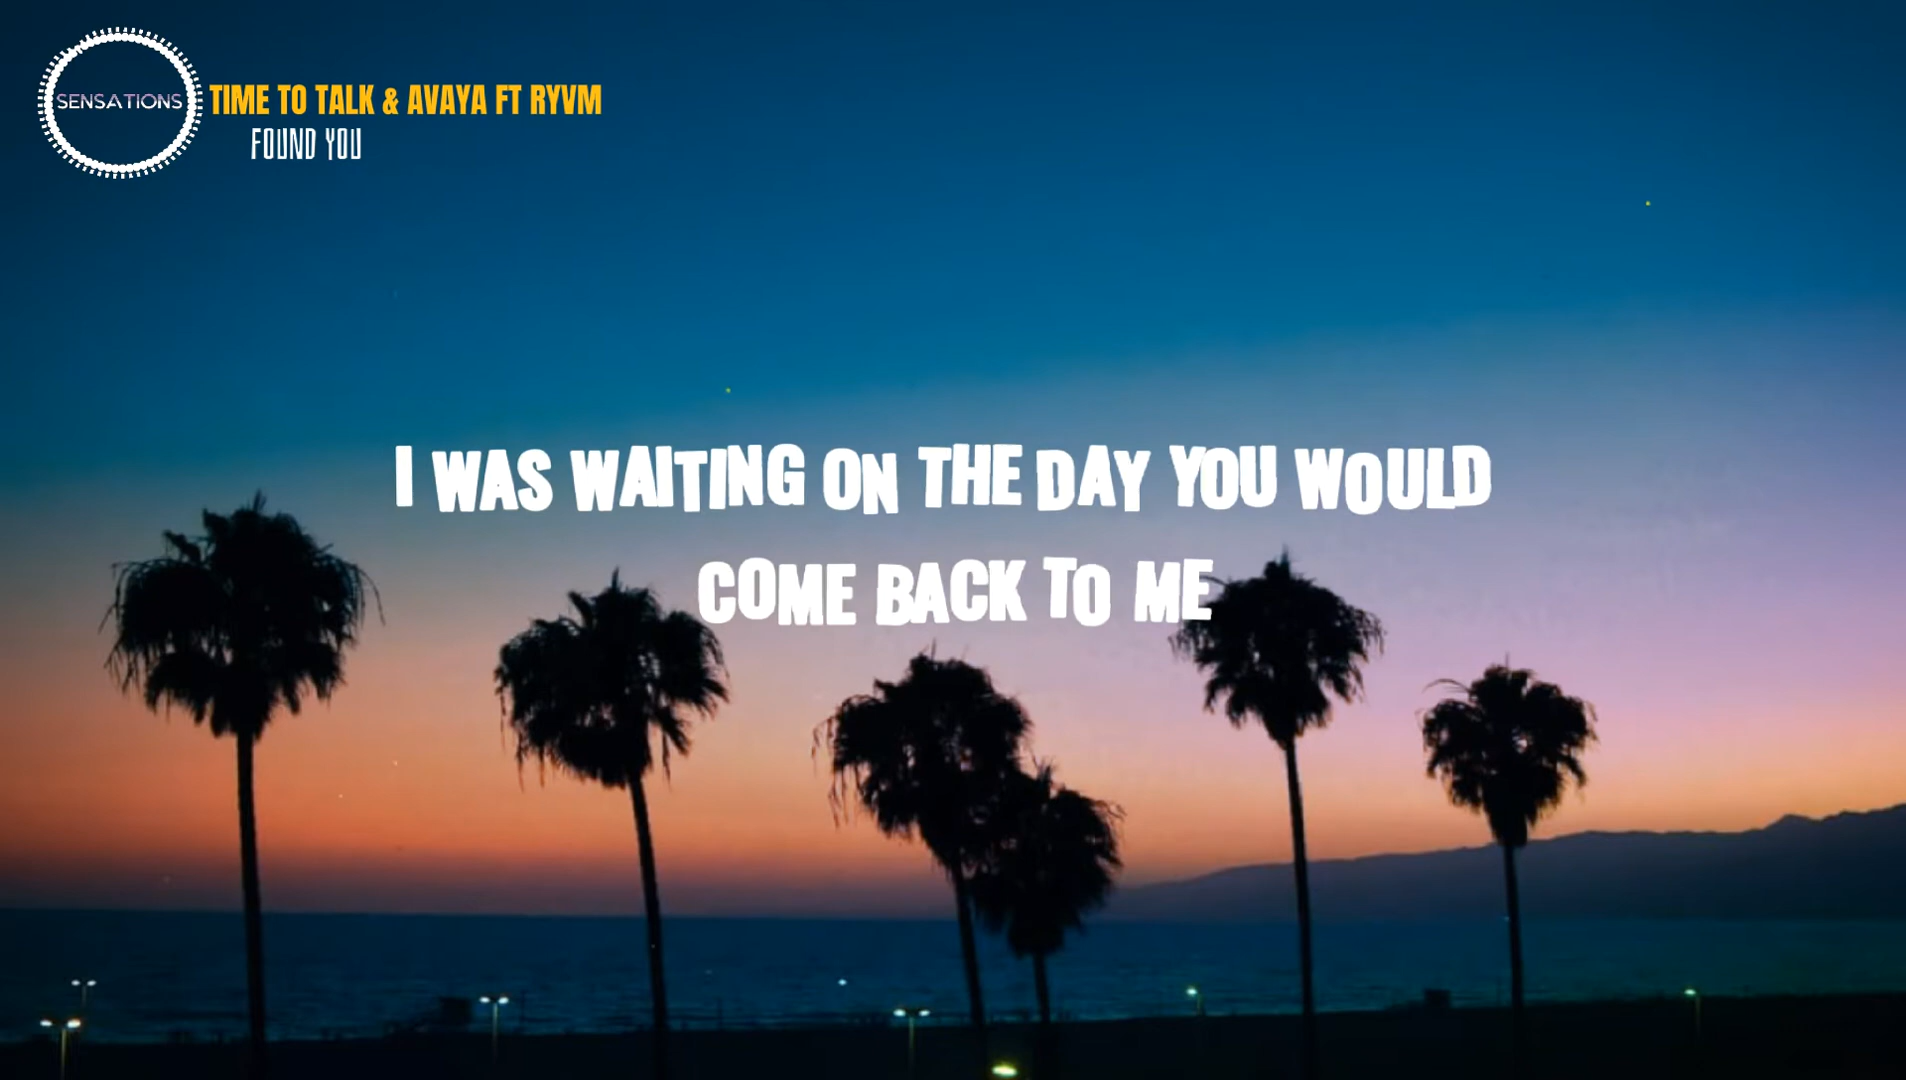 SENSATIONS
TIME TO TALK & AVAYA FT RYVM
FOUND YOU
I WAS WAITING ON THE DAY YOU WOULD
COME BACK TO ME